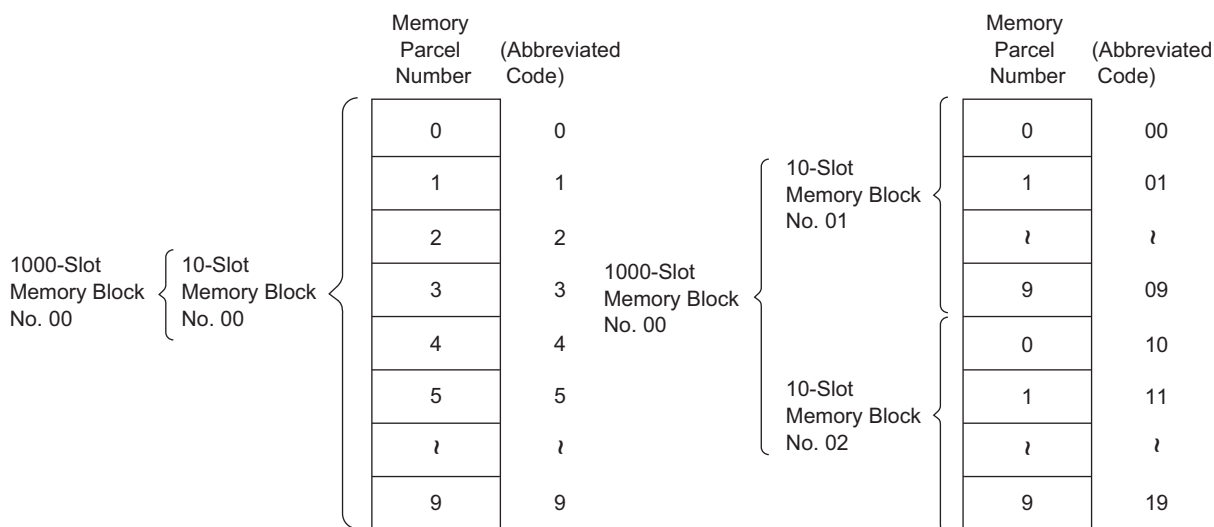 Memory
Parcel
Number
(Abbreviated
Code)
0 0
1 1
2 2
3 3
4 4
5 5
~ ~
9 9
1000-Slot
Memory Block
No. 00
10-Slot
Memory Block
No. 00
Memory
Parcel
Number
(Abbreviated
Code)
0 00
1 01
~ ~
9 09
0 10
1 11
~ ~
9 19
1000-Slot
Memory Block
No. 00
10-Slot
Memory Block
No. 01
10-Slot
Memory Block
No. 02